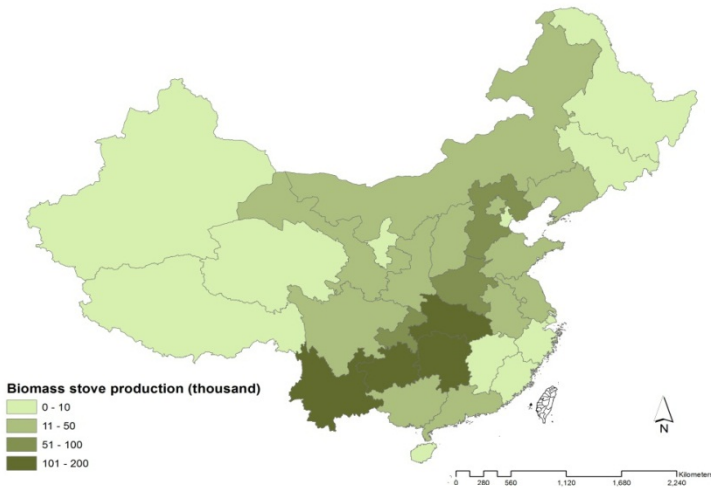 Biomass stove production (thousand)
0 - 10
11 - 50
51 - 100
101 - 200
N
Kilometers
0 280 560 1,120 1,680 2,240